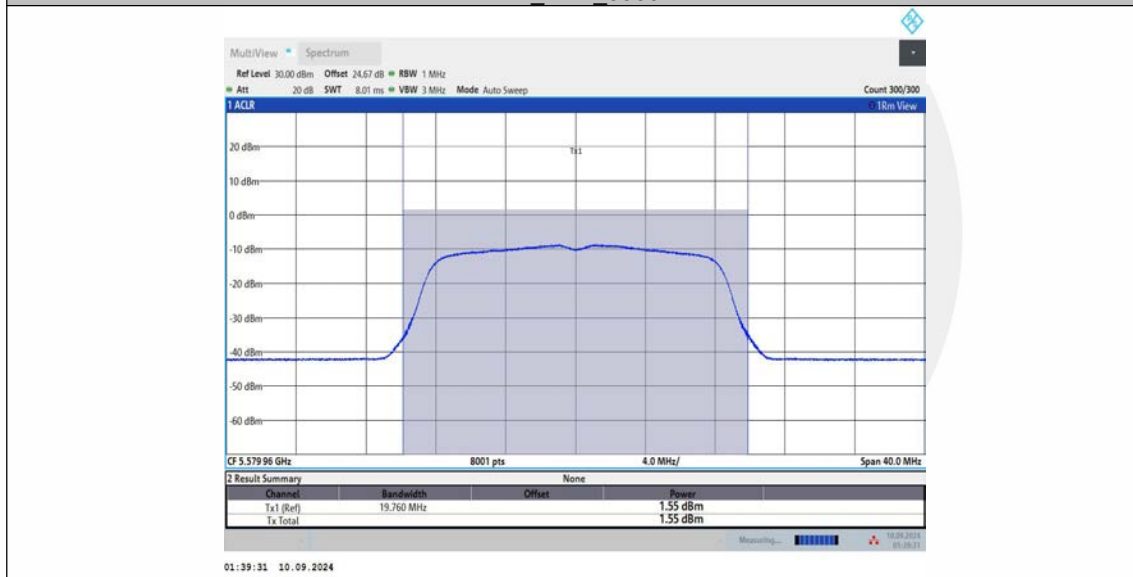 MultiView Spectrum
Ref Level 30.00 dBm Offset 24.67 dB RBW 1 MHz
Att 20 dB SWT 8.01 ms VBW 3 MHz Mode Auto Sweep Count 300/300
1 ACLR 1Rm View
Tx1
20 dBm
10 dBm
0 dBm
-10 dBm
-20 dBm
-30 dBm
-40 dBm
-50 dBm
-60 dBm
CF 5.579 96 GHz 8001 pts 4.0 MHz/ Span 40.0 MHz
2 Result Summary None
Channel Bandwidth Offset Power
Tx1 (Ref) 19.760 MHz 1.55 dBm
Tx Total 1.55 dBm
Measuring... 10.09.2024
01:39:31 10.09.2024